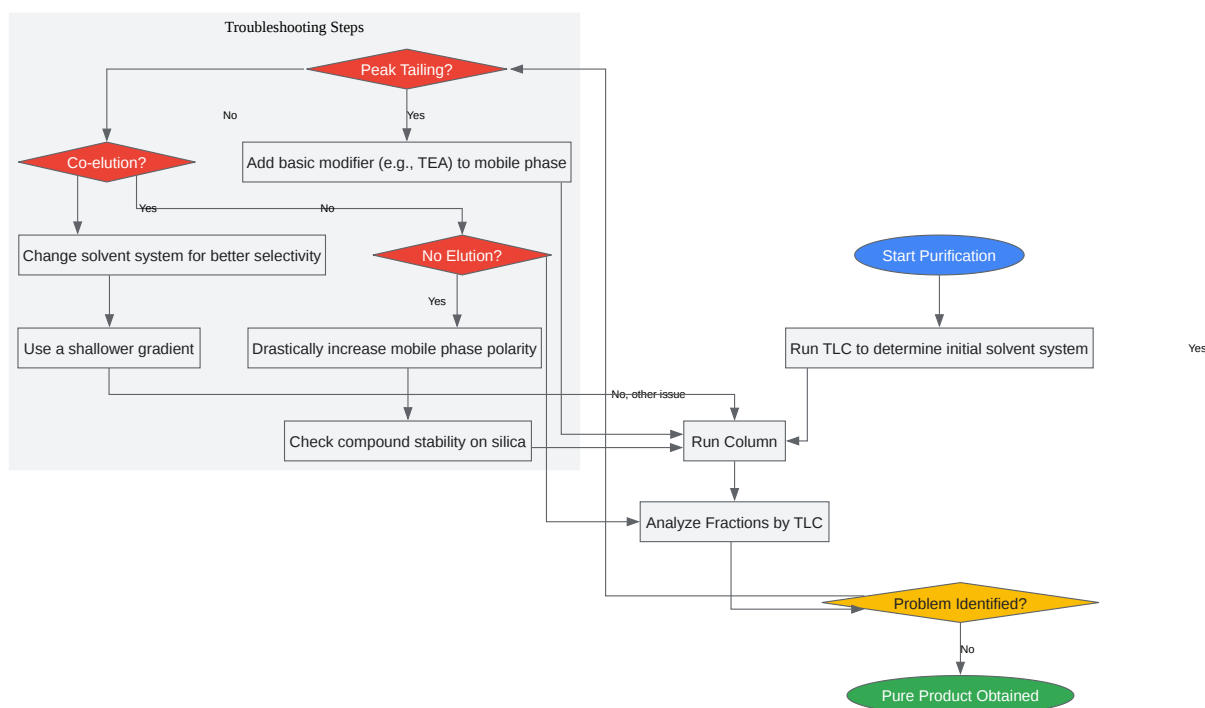 Troubleshooting Steps
Peak Tailing?
No
Yes
Co-elution?
Add basic modifier (e.g., TEA) to mobile phase
Yes
No
Change solvent system for better selectivity
No Elution?
Start Purification
Yes
Use a shallower gradient
Drastically increase mobile phase polarity
Run TLC to determine initial solvent system
Yes
No, other issue
Check compound stability on silica
Run Column
Analyze Fractions by TLC
Problem Identified?
No
Pure Product Obtained